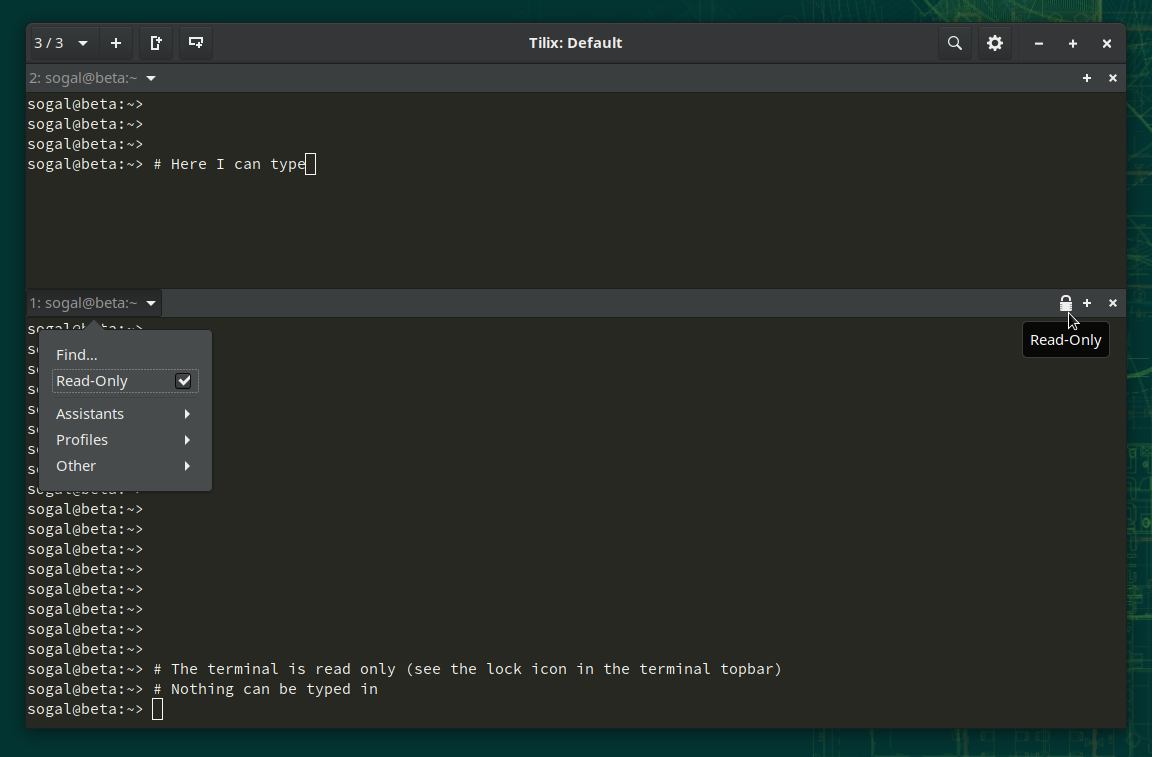 3 / 3
Tilix: Default
2: sogal@beta:~
sogal@beta:~>
sogal@beta:~>
sogal@beta:~>
sogal@beta:~> # Here I can type
1: sogal@beta:~
Read-Only
Find...
Read-Only
Assistants
Profiles
Other
sogal@beta:~>
sogal@beta:~>
sogal@beta:~>
sogal@beta:~>
sogal@beta:~>
sogal@beta:~>
sogal@beta:~>
sogal@beta:~>
sogal@beta:~> # The terminal is read only (see the lock icon in the terminal topbar)
sogal@beta:~> # Nothing can be typed in
sogal@beta:~>